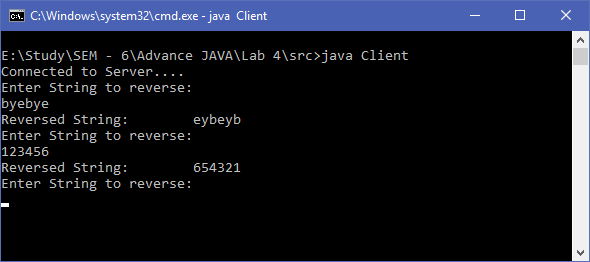 C:\Windows\system32\cmd.exe - java  Client
E:\Study\SEM - 6\Advance JAVA\Lab 4\src>java Client
Connected to Server....
Enter String to reverse:
byebye
Reversed String:        eybeyb
Enter String to reverse:
123456
Reversed String:        654321
Enter String to reverse: